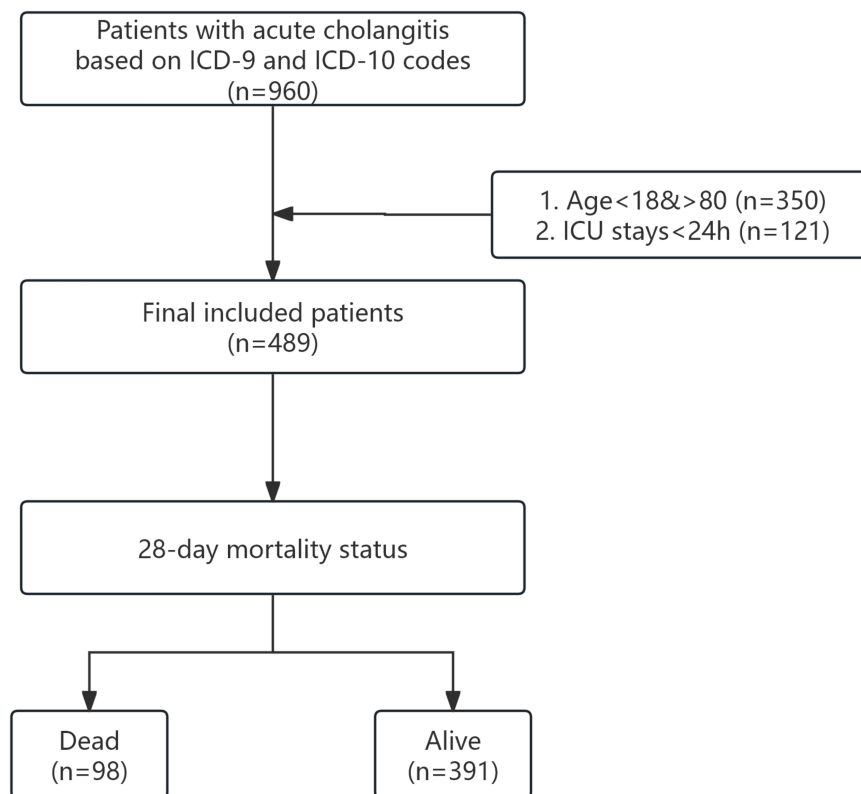 Patients with acute cholangitis
based on ICD-9 and ICD-10 codes
(n=960)
1. Age<18&>80 (n=350)
2. ICU stays<24h (n=121)
Final included patients
(n=489)
28-day mortality status
Dead
(n=98)
Alive
(n=391)